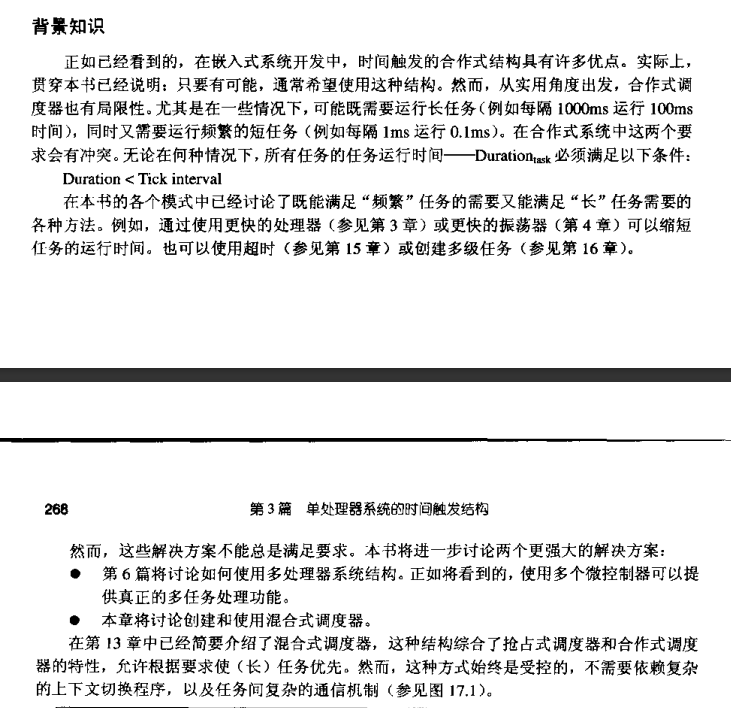 背景知识
正如已经看到的，在嵌入式系统开发中，时间触发的合作式结构具有许多优点。实际上，
贯穿本书已经说明：只要有可能，通常希望使用这种结构。然而，从实用角度出发，合作式调
度器也有局限性。尤其是在一些情况下，可能既需要运行长任务（例如每隔 1000ms 运行 100ms
时间），同时又需要运行频繁的短任务（例如每隔 1ms 运行 0.1ms）。在合作式系统中这两个要
求会有冲突。无论在何种情况下，所有任务的任务运行时间——Durationtask 必须满足以下条件：
Duration < Tick interval
在本书的各个模式中已经讨论了既能满足“频繁”任务的需要又能满足“长”任务需要的
各种方法。例如，通过使用更快的处理器（参见第 3 章）或更快的振荡器（第 4 章）可以缩短
任务的运行时间。也可以使用超时（参见第 15 章）或创建多级任务（参见第 16 章）。
268 第 3 篇 单处理器系统的时间触发结构
然而，这些解决方案不能总是满足要求。本书将进一步讨论两个更强大的解决方案：
● 第 6 篇将讨论如何使用多处理器系统结构。正如将看到的，使用多个微控制器可以提
供真正的多任务处理功能。
● 本章将讨论创建和使用混合式调度器。
在第 13 章中已经简要介绍了混合式调度器，这种结构综合了抢占式调度器和合作式调度
器的特性，允许根据要求使（长）任务优先。然而，这种方式始终是受控的，不需要依赖复杂
的上下文切换程序，以及任务间复杂的通信机制（参见图 17.1）。